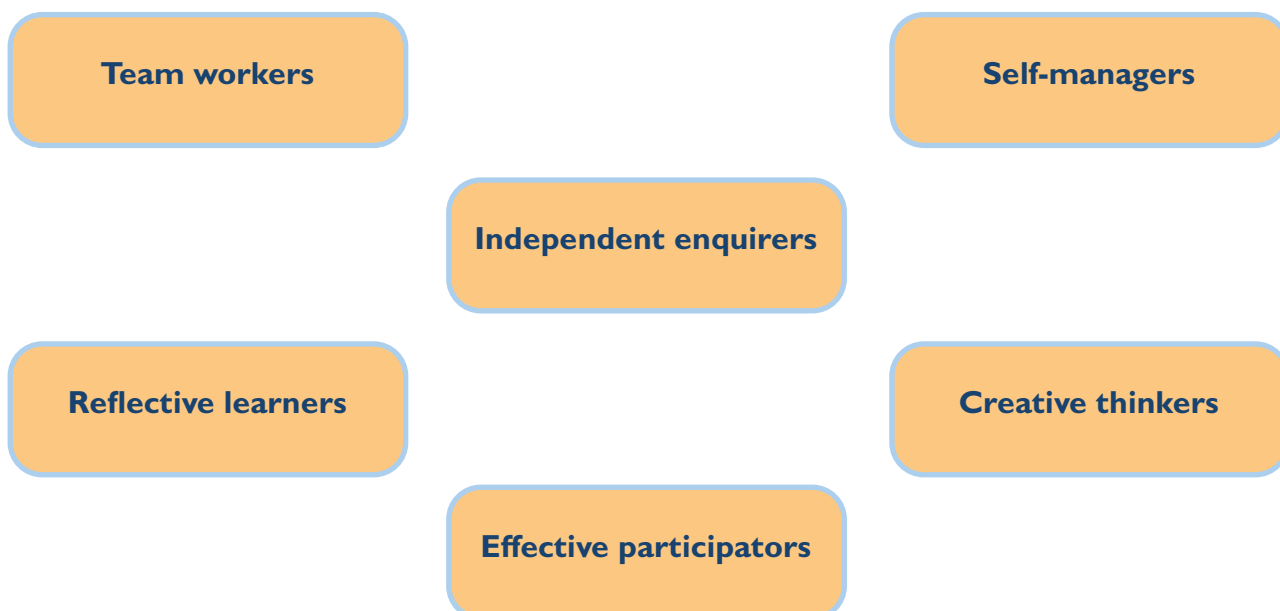 Team workers
Self-managers
Independent enquirers
Reflective learners
Creative thinkers
Effective participators